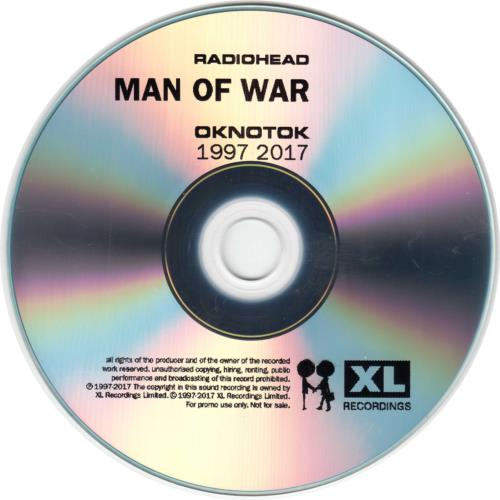 RADIOHEAD
MAN OF WAR
OKNOTOK
1997 2017
all rights of the producer and of the owner of the recorded
work reserved. unauthorised copying, hiring, renting, public
performance and broadcasting of this record prohibited.
℗ 1997-2017 The copyright in this sound recording is owned by
XL Recordings Limited. © 1997-2017 XL Recordings Limited.
For promo use only. Not for sale.
XL
RECORDINGS